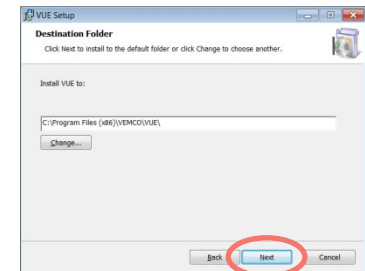 VUE Setup
Destination Folder
Click Next to install to the default folder or click Change to choose another.
Install VUE to:
C:\Program Files (x86)\VEMCO\VUE\
Change...
Back Next Cancel